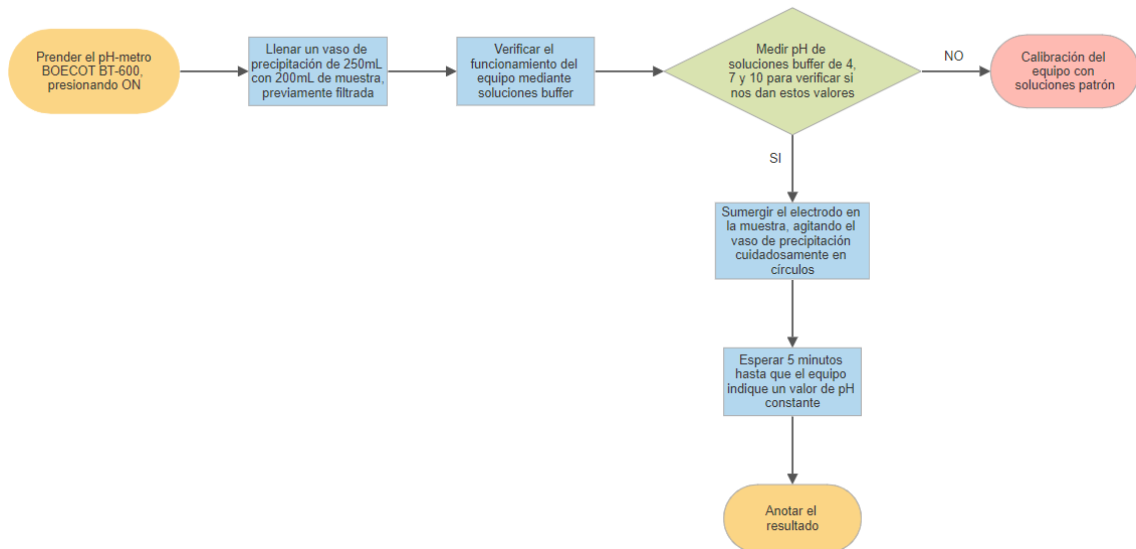 Prender el pH-metro
BOECOT BT-600,
presionando ON
Llenar un vaso de
precipitación de 250mL
con 200mL de muestra,
previamente filtrada
Verificar el
funcionamiento del
equipo mediante
soluciones buffer
Medir pH de
soluciones buffer de 4,
7 y 10 para verificar si
nos dan estos valores
NO
Calibración del
equipo con
soluciones patrón
SI
Sumergir el electrodo en
la muestra, agitando el
vaso de precipitación
cuidadosamente en
círculos
Esperar 5 minutos
hasta que el equipo
indique un valor de pH
constante
Anotar el
resultado